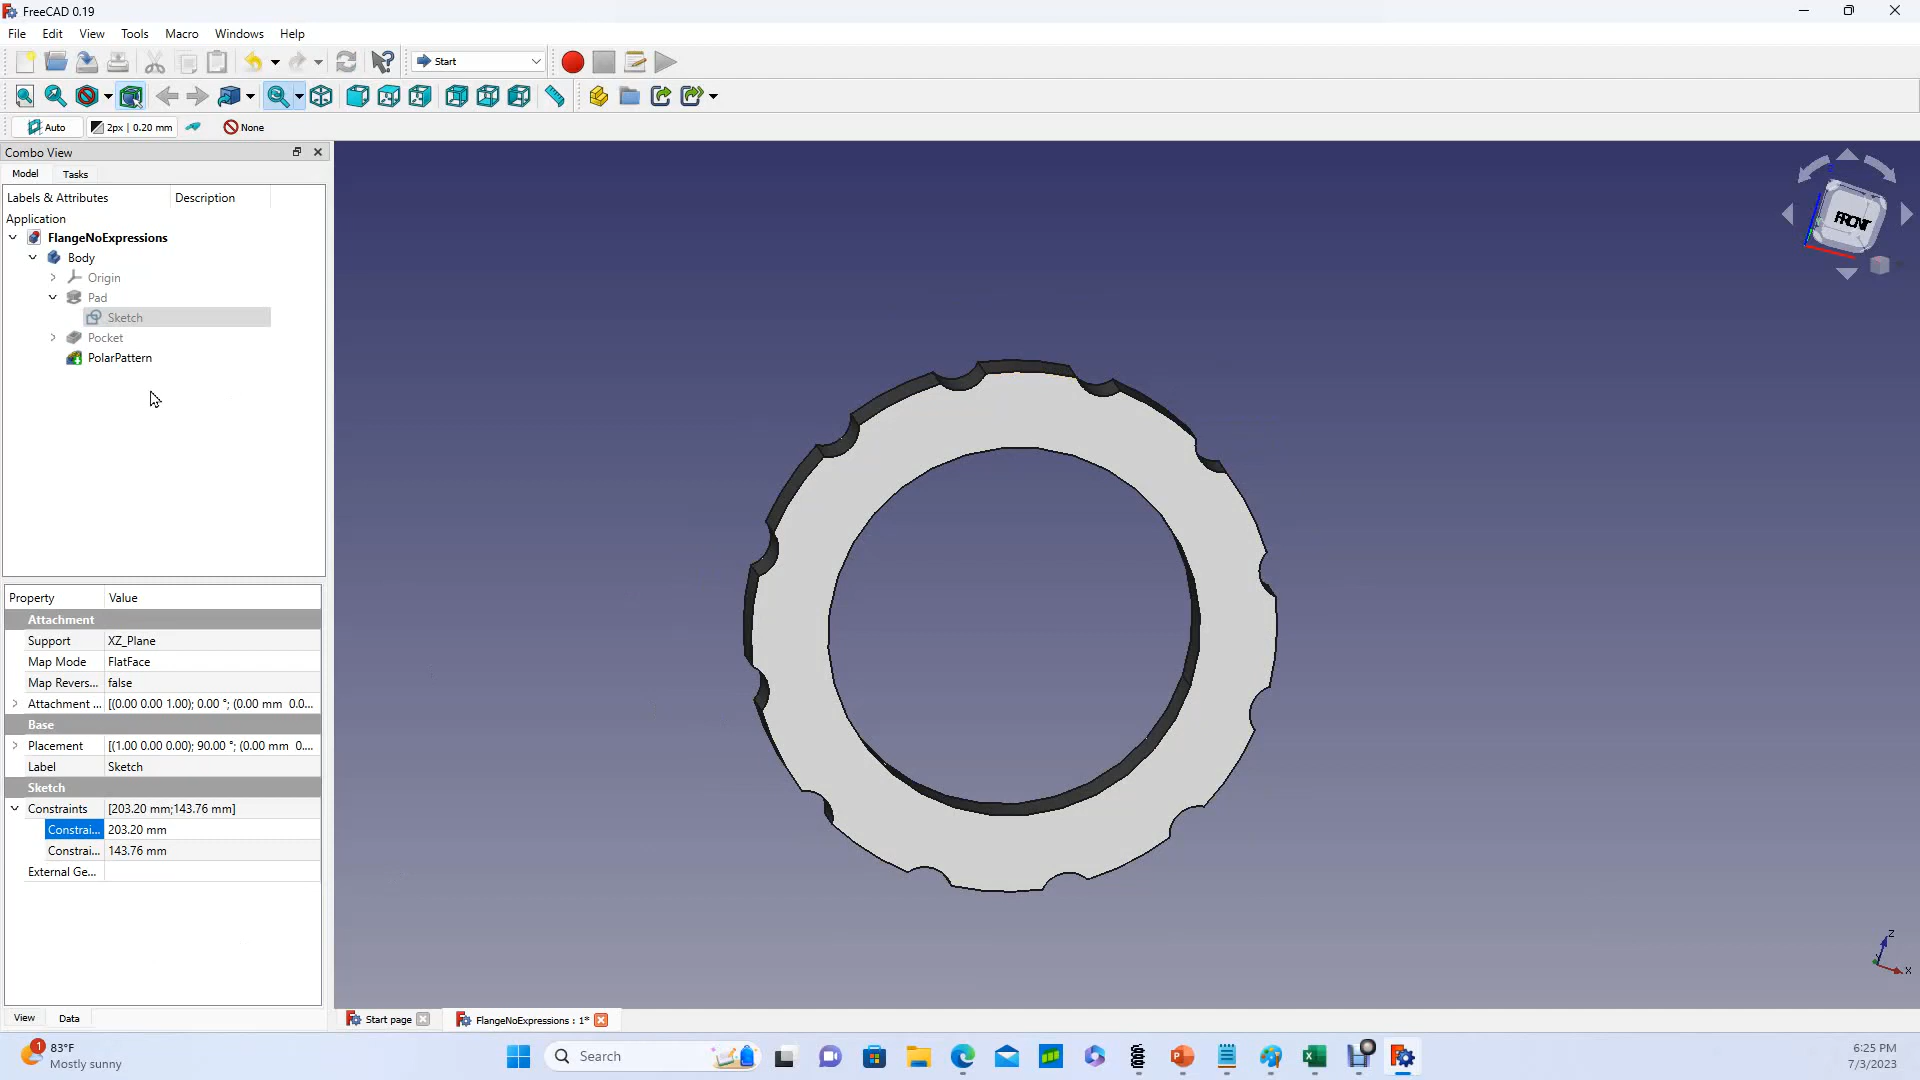 FreeCAD 0.19
File Edit View Tools Macro Windows Help
Start
Auto 2px | 0.20 mm None
Combo View
Model Tasks
Labels & Attributes Description
Application
FlangeNoExpressions
Body
Origin
Pad
Sketch
Pocket
PolarPattern
FRONT
Property Value
Attachment
Support XZ_Plane
Map Mode FlatFace
Map Revers... false
Attachment ... [(0.00 0.00 1.00); 0.00 °; (0.00 mm 0.0...
Base
Placement [(1.00 0.00 0.00); 90.00 °; (0.00 mm 0....
Label Sketch
Sketch
Constraints [203.20 mm;143.76 mm]
Constrai... 203.20 mm
Constrai... 143.76 mm
External Ge...
Z
X
View Data
Start page FlangeNoExpressions : 1*
1
83°F
Mostly sunny
Search
6:25 PM
7/3/2023